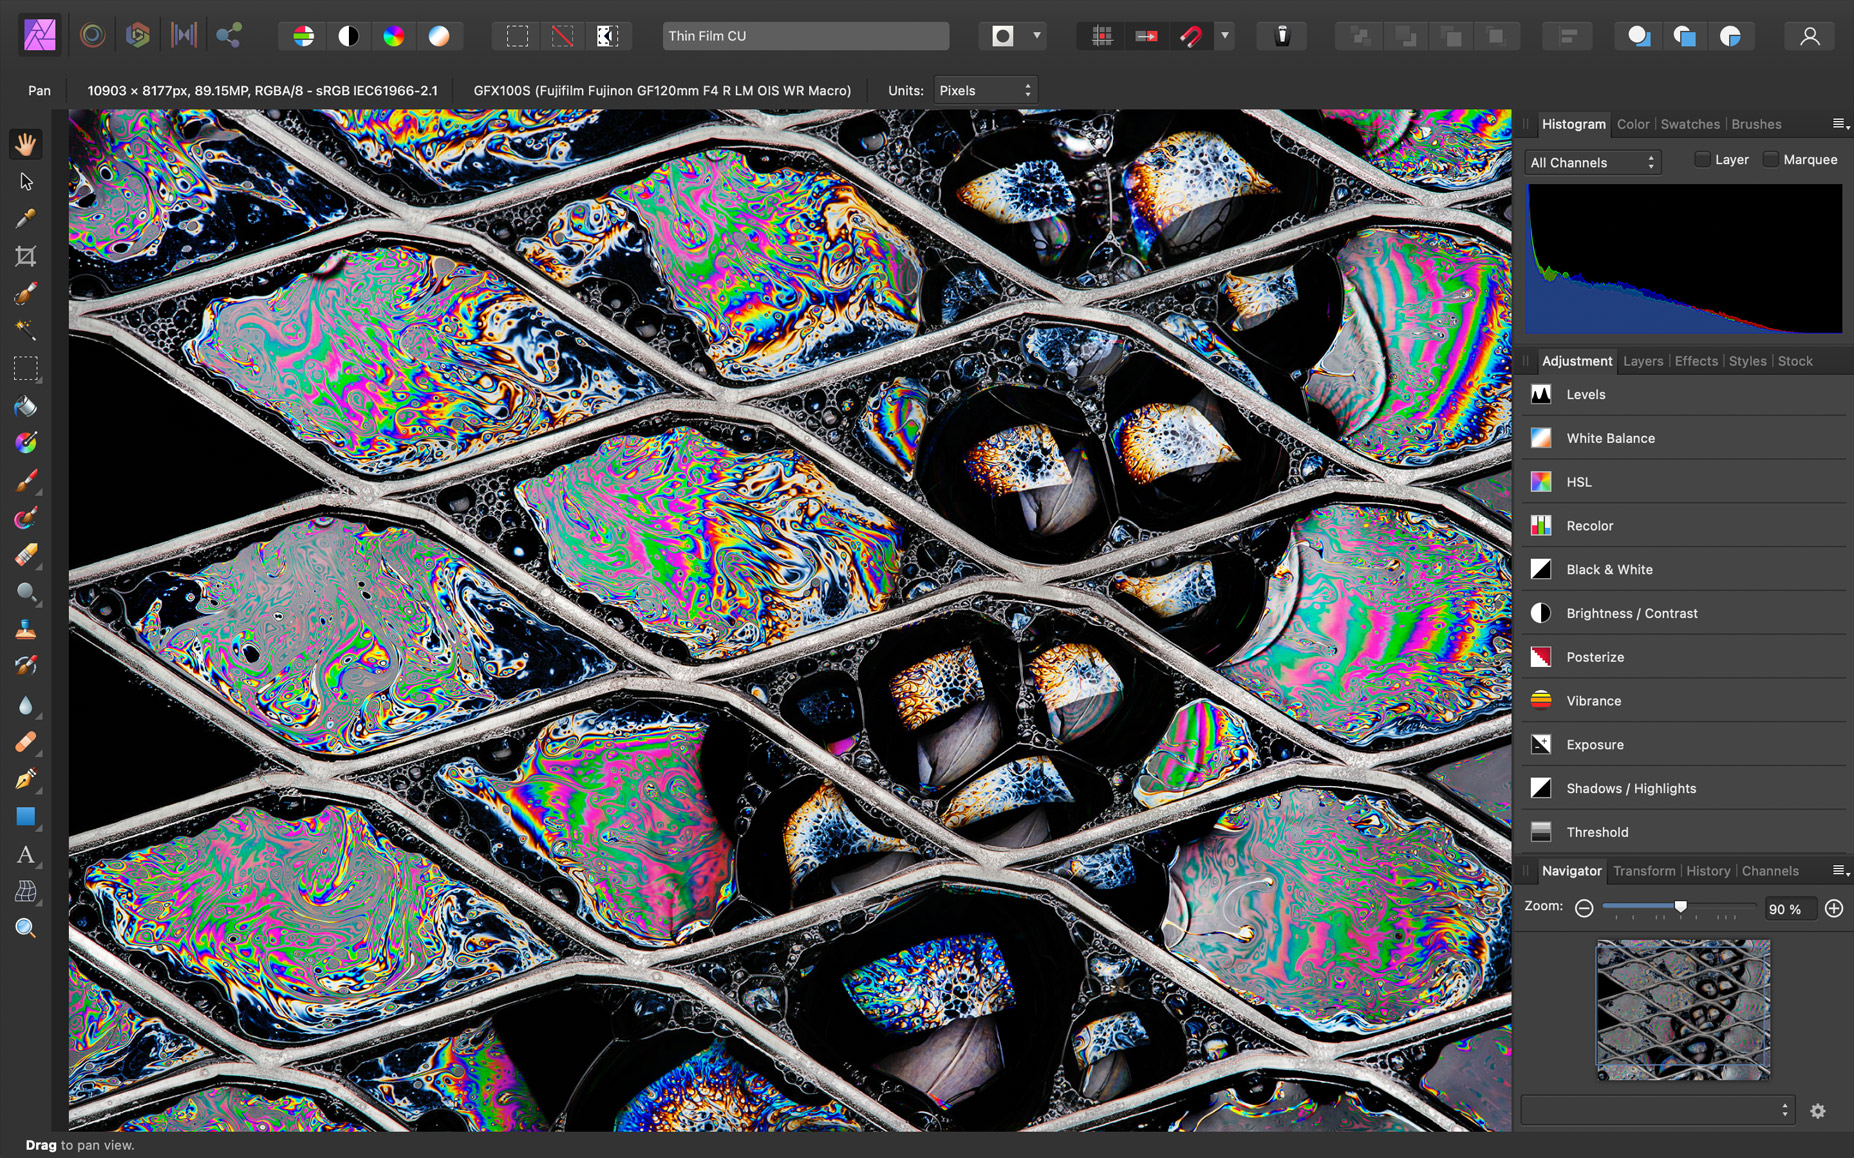 Thin Film CU
Pan
10903 × 8177px, 89.15MP, RGBA/8 - sRGB IEC61966-2.1
GFX100S (Fujifilm Fujinon GF120mm F4 R LM OIS WR Macro)
Units: Pixels
Histogram Color Swatches Brushes
All Channels Layer Marquee
Adjustment Layers Effects Styles Stock
Levels
White Balance
HSL
Recolor
Black & White
Brightness / Contrast
Posterize
Vibrance
Exposure
Shadows / Highlights
Threshold
Navigator Transform History Channels
Zoom: 90 %
A
Drag to pan view.